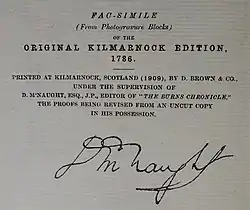 FAC-SIMILE
(From Photogravure Blocks)
OF THE
ORIGINAL KILMARNOCK EDITION,
1786.
PRINTED AT KILMARNOCK, SCOTLAND (1909), BY D. BROWN & CO.,
UNDER THE SUPERVISION OF
D. M'NAUGHT, ESQ., J.P., EDITOR OF "THE BURNS CHRONICLE,"
THE PROOFS BEING REVISED FROM AN UNCUT COPY
IN HIS POSSESSION.
D M'Naught